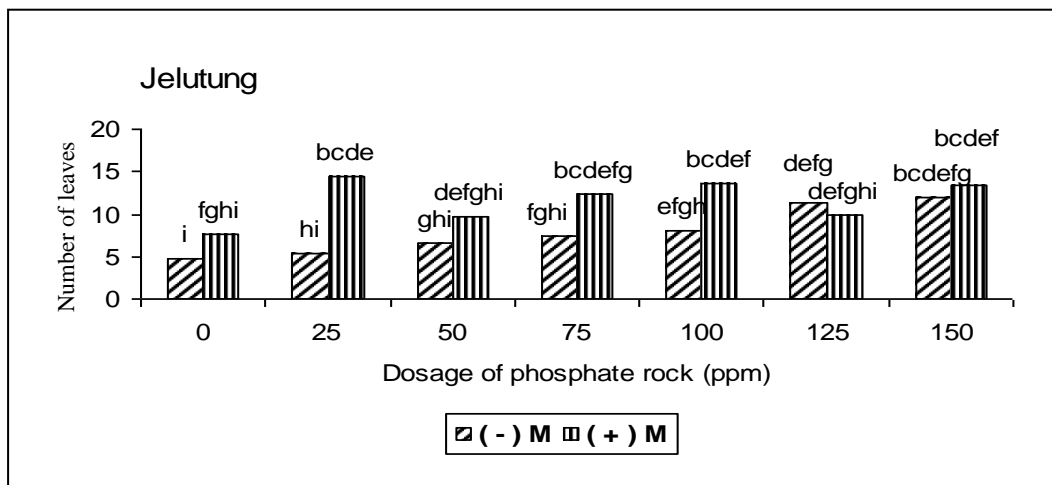 Jelutung
Number of leaves
20
15
10
5
0
i
fghi
hi
bcde
ghi
defghi
fghi
bcdefg
efgh
bcdef
defg
defghi
bcdefg
bcdef
0 25 50 75 100 125 150
Dosage of phosphate rock (ppm)
( - ) M ( + ) M